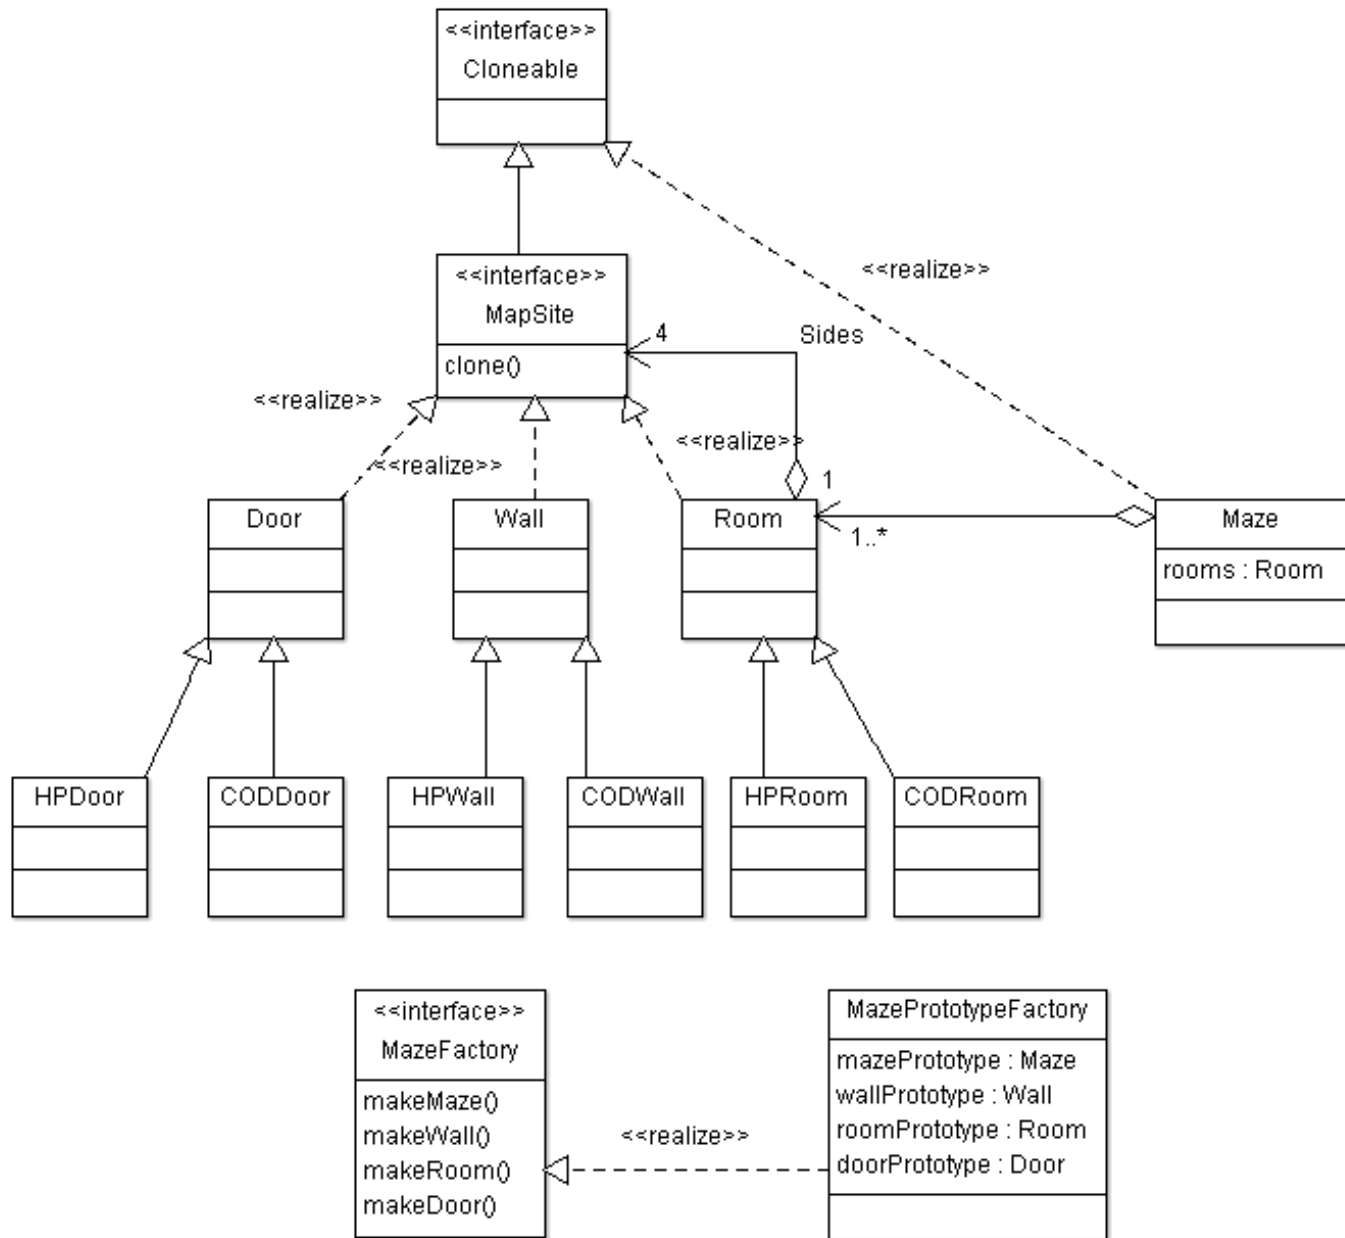 <<interface>>
Cloneable
<<realize>>
<<interface>>
MapSite
clone()
4
Sides
<<realize>>
<<realize>>
<<realize>>
1
1..*
Door
Wall
Room
Maze
rooms : Room
HPDoor
CODDoor
HPWall
CODWall
HPRoom
CODRoom
<<interface>>
MazeFactory
makeMaze()
makeWall()
makeRoom()
makeDoor()
<<realize>>
MazePrototypeFactory
mazePrototype : Maze
wallPrototype : Wall
roomPrototype : Room
doorPrototype : Door